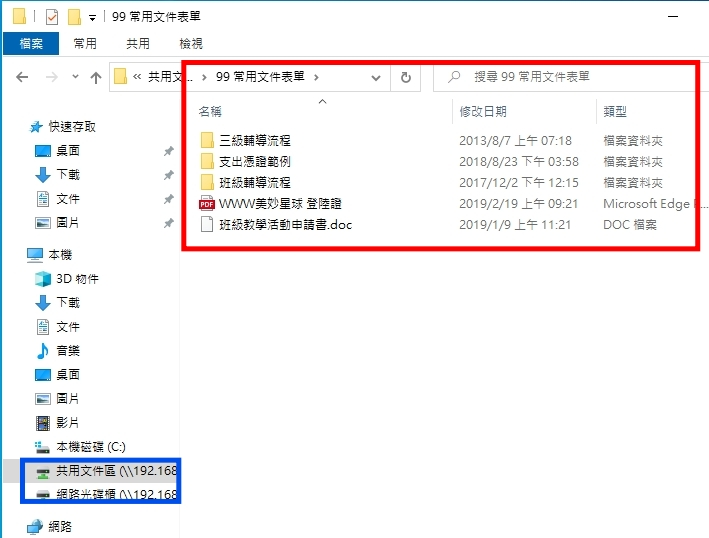 99 常用文件表單
檔案 常用 共用 檢視
« 共用文... › 99 常用文件表單 › 搜尋 99 常用文件表單
名稱 修改日期 類型
三級輔導流程 2013/8/7 上午 07:18 檔案資料夾
支出憑證範例 2018/8/23 下午 03:58 檔案資料夾
班級輔導流程 2017/12/2 下午 12:15 檔案資料夾
WWW美妙星球 登陸證 2019/2/19 上午 09:21 Microsoft Edge P...
班級教學活動申請書.doc 2019/1/9 上午 11:21 DOC 檔案
快速存取
桌面
下載
文件
圖片
本機
3D 物件
下載
文件
音樂
桌面
圖片
影片
本機磁碟 (C:)
共用文件區 (\\192.168
網路光碟櫃 (\\192.168
網路